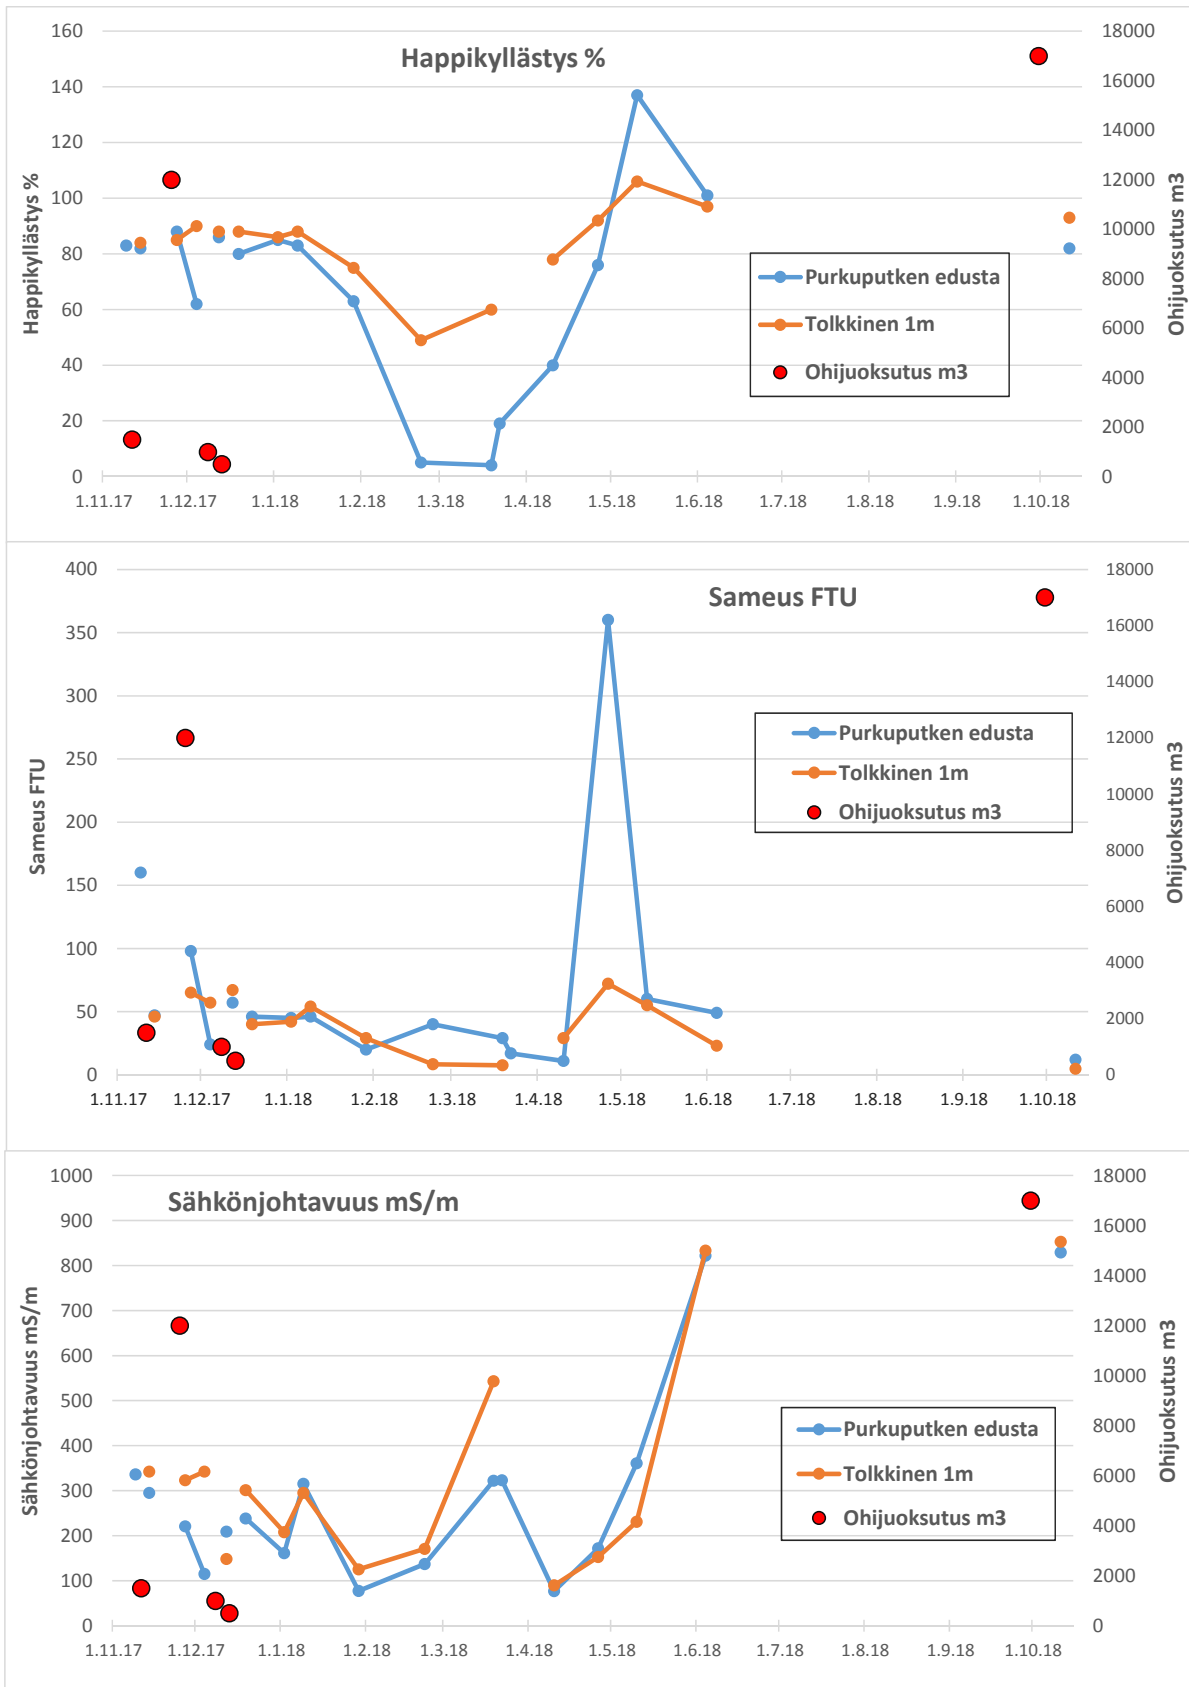 Happikyllästys %
160
140
120
100
80
60
40
20
0
Happikyllästys %
18000
16000
14000
12000
10000
8000
6000
4000
2000
0
Ohijuoksutus m3
Purkuputken edusta
Tolkkinen 1m
Ohijuoksutus m3
1.11.17 1.12.17 1.1.18 1.2.18 1.3.18 1.4.18 1.5.18 1.6.18 1.7.18 1.8.18 1.9.18 1.10.18
Sameus FTU
400
350
300
250
200
150
100
50
0
Sameus FTU
18000
16000
14000
12000
10000
8000
6000
4000
2000
0
Ohijuoksutus m3
Purkuputken edusta
Tolkkinen 1m
Ohijuoksutus m3
1.11.17 1.12.17 1.1.18 1.2.18 1.3.18 1.4.18 1.5.18 1.6.18 1.7.18 1.8.18 1.9.18 1.10.18
Sähkönjohtavuus mS/m
1000
900
800
700
600
500
400
300
200
100
0
Sähkönjohtavuus mS/m
18000
16000
14000
12000
10000
8000
6000
4000
2000
0
Ohijuoksutus m3
Purkuputken edusta
Tolkkinen 1m
Ohijuoksutus m3
1.11.17 1.12.17 1.1.18 1.2.18 1.3.18 1.4.18 1.5.18 1.6.18 1.7.18 1.8.18 1.9.18 1.10.18